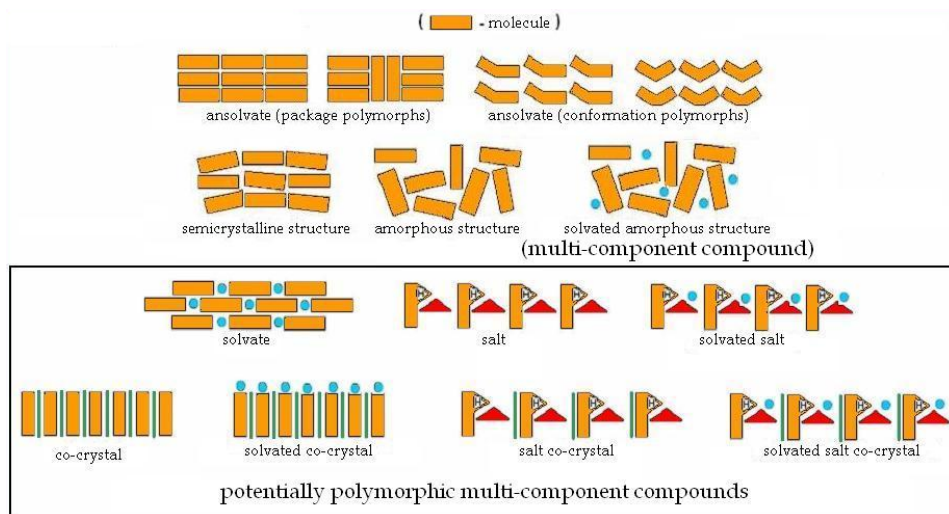 ( - molecule )
ansolvate (package polymorphs)
ansolvate (conformation polymorphs)
semicrystalline structure
amorphous structure
solvated amorphous structure
(multi-component compound)
solvate
H H H H
salt
H H H H
solvated salt
co-crystal
solvated co-crystal
H H H H
salt co-crystal
H H H H
solvated salt co-crystal
potentially polymorphic multi-component compounds